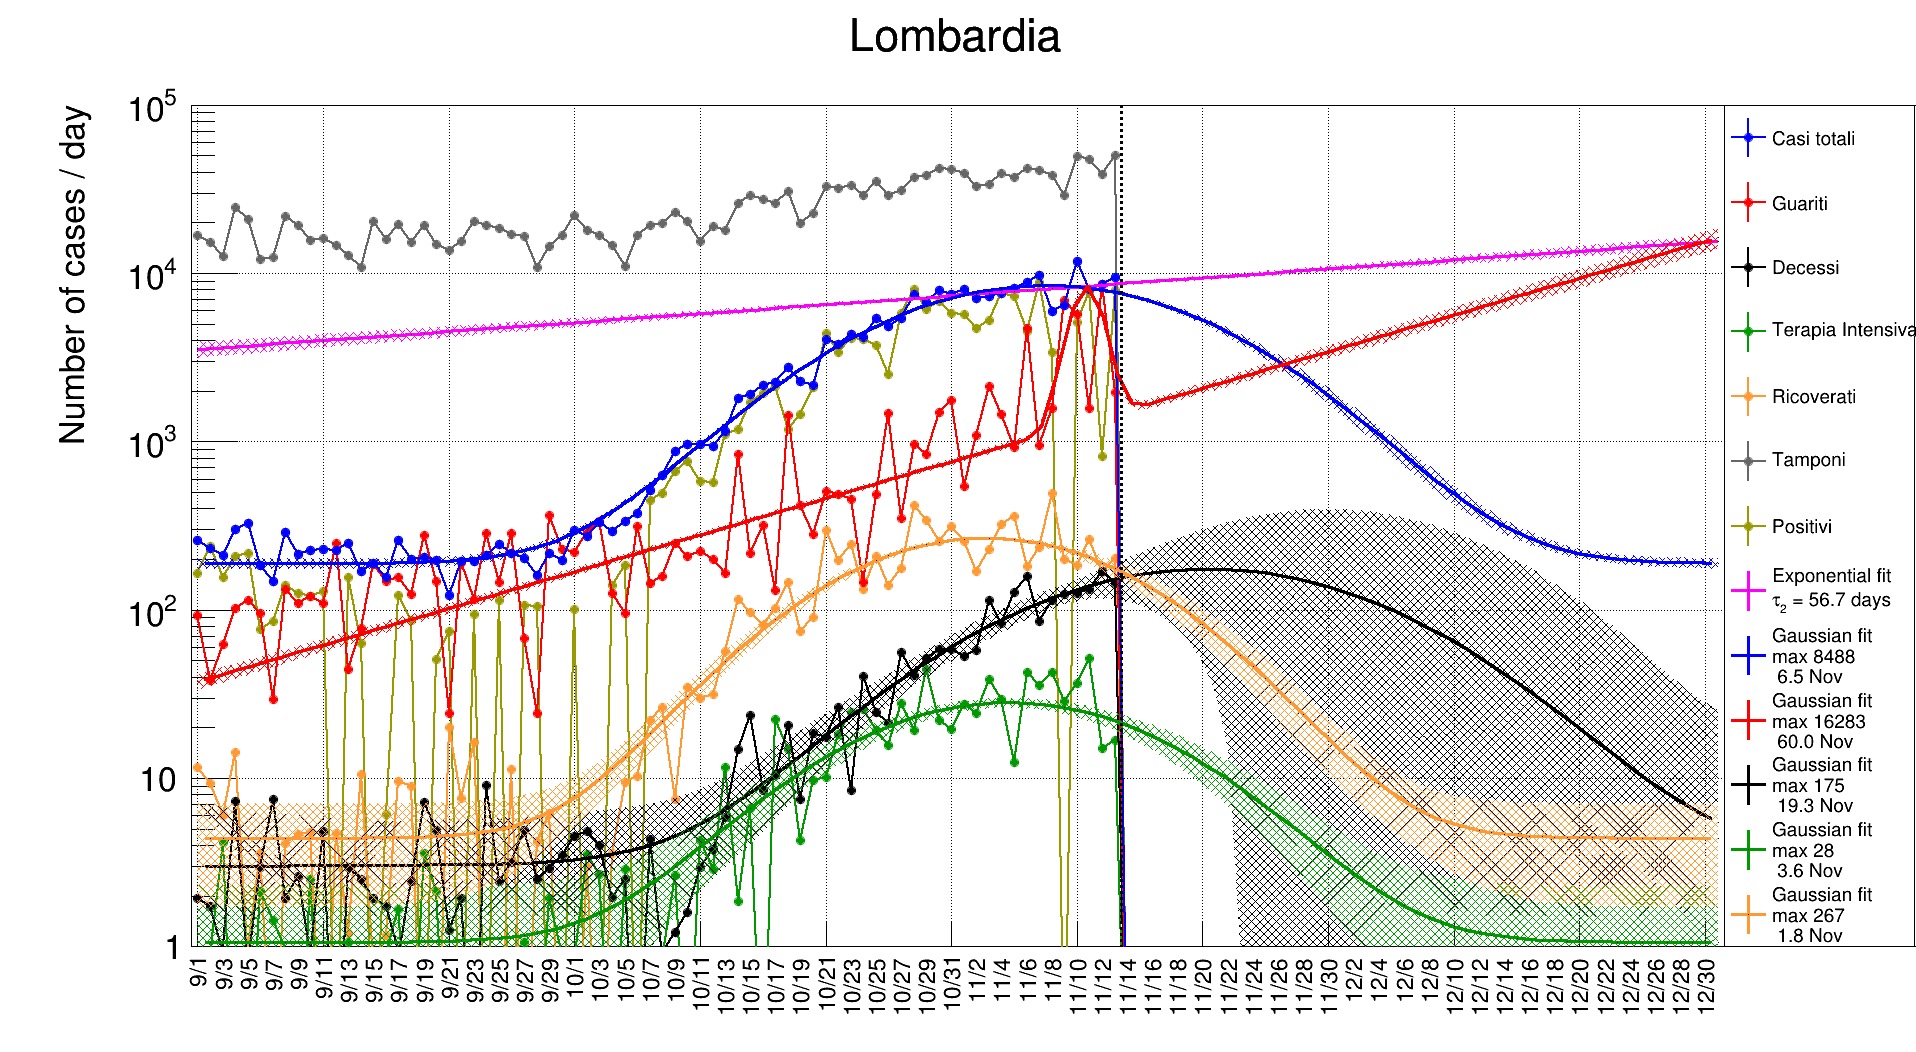 Lombardia
Number of cases / day
10^5
10^4
10^3
10^2
10
1
9/1
9/3
9/5
9/7
9/9
9/11
9/13
9/15
9/17
9/19
9/21
9/23
9/25
9/27
9/29
10/1
10/3
10/5
10/7
10/9
10/11
10/13
10/15
10/17
10/19
10/21
10/23
10/25
10/27
10/29
10/31
11/2
11/4
11/6
11/8
11/10
11/12
11/14
11/16
11/18
11/20
11/22
11/24
11/26
11/28
11/30
12/2
12/4
12/6
12/8
12/10
12/12
12/14
12/16
12/18
12/20
12/22
12/24
12/26
12/28
12/30
Casi totali
Guariti
Decessi
Terapia Intensiva
Ricoverati
Tamponi
Positivi
Exponential fit
τ₂ = 56.7 days
Gaussian fit
max 8488
6.5 Nov
Gaussian fit
max 16283
60.0 Nov
Gaussian fit
max 175
19.3 Nov
Gaussian fit
max 28
3.6 Nov
Gaussian fit
max 267
1.8 Nov